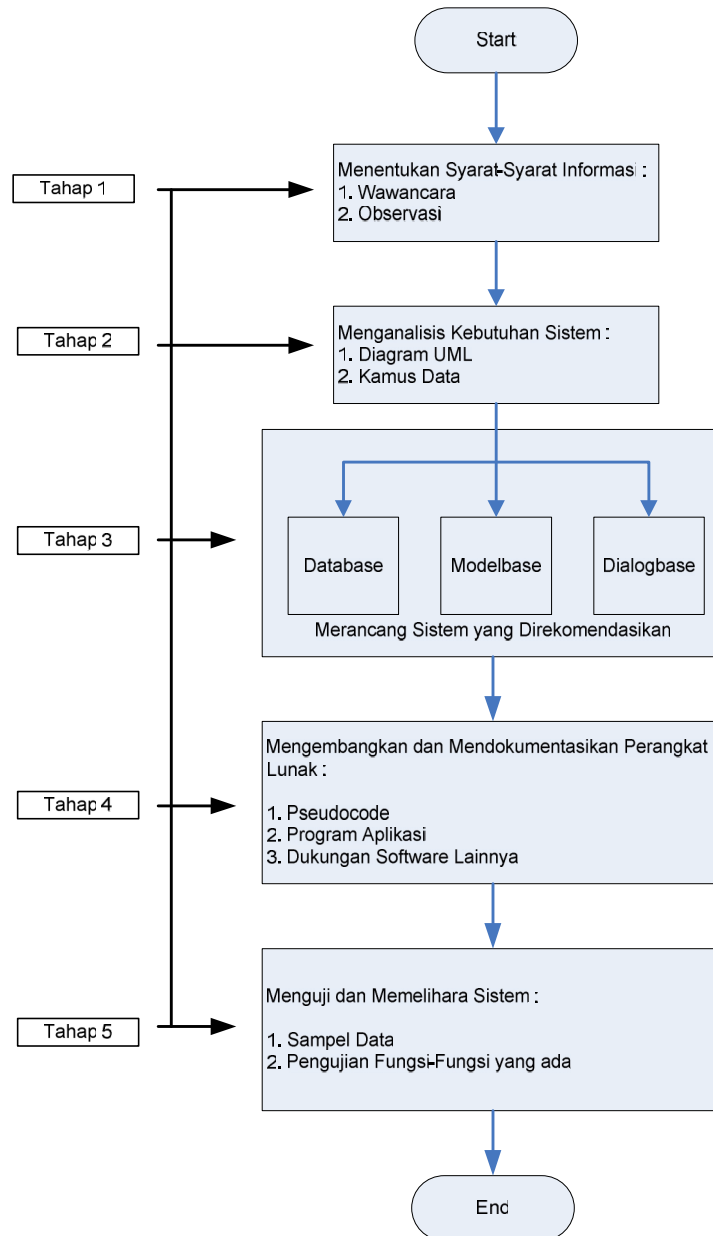 Start
Tahap 1
Menentukan Syarat-Syarat Informasi :
1. Wawancara
2. Observasi
Tahap 2
Menganalisis Kebutuhan Sistem :
1. Diagram UML
2. Kamus Data
Tahap 3
Database
Modelbase
Dialogbase
Merancang Sistem yang Direkomendasikan
Tahap 4
Mengembangkan dan Mendokumentasikan Perangkat
Lunak :
1. Pseudocode
2. Program Aplikasi
3. Dukungan Software Lainnya
Tahap 5
Menguji dan Memelihara Sistem :
1. Sampel Data
2. Pengujian Fungsi-Fungsi yang ada
End